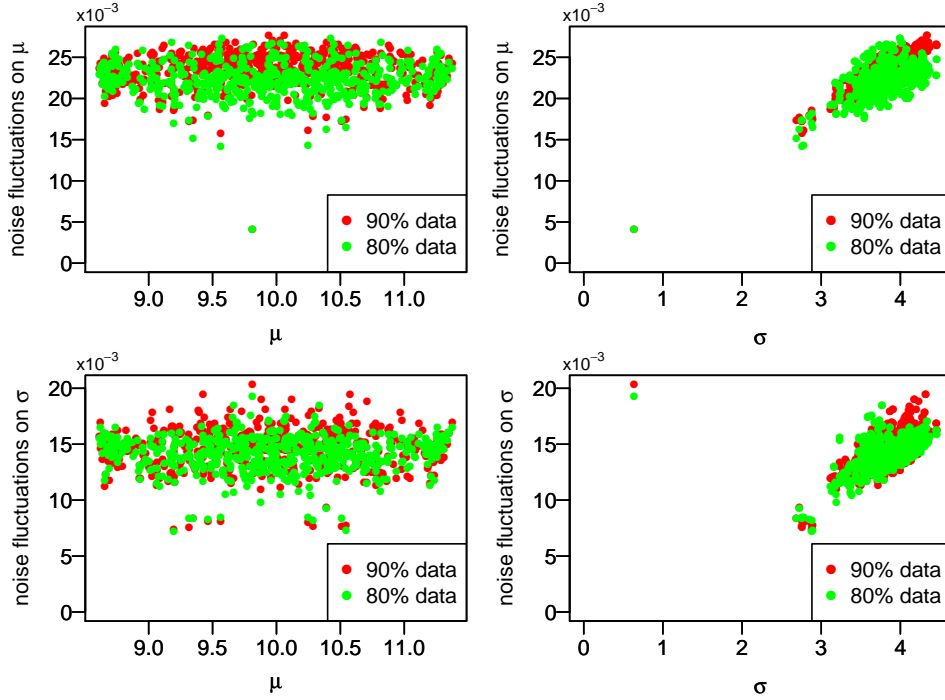 x10⁻³
noise fluctuations on μ
25
20
15
10
5
0
9.0 9.5 10.0 10.5 11.0
μ
90% data
80% data
x10⁻³
noise fluctuations on μ
25
20
15
10
5
0
0 1 2 3 4
σ
90% data
80% data
x10⁻³
noise fluctuations on σ
20
15
10
5
0
9.0 9.5 10.0 10.5 11.0
μ
90% data
80% data
x10⁻³
noise fluctuations on σ
20
15
10
5
0
0 1 2 3 4
σ
90% data
80% data